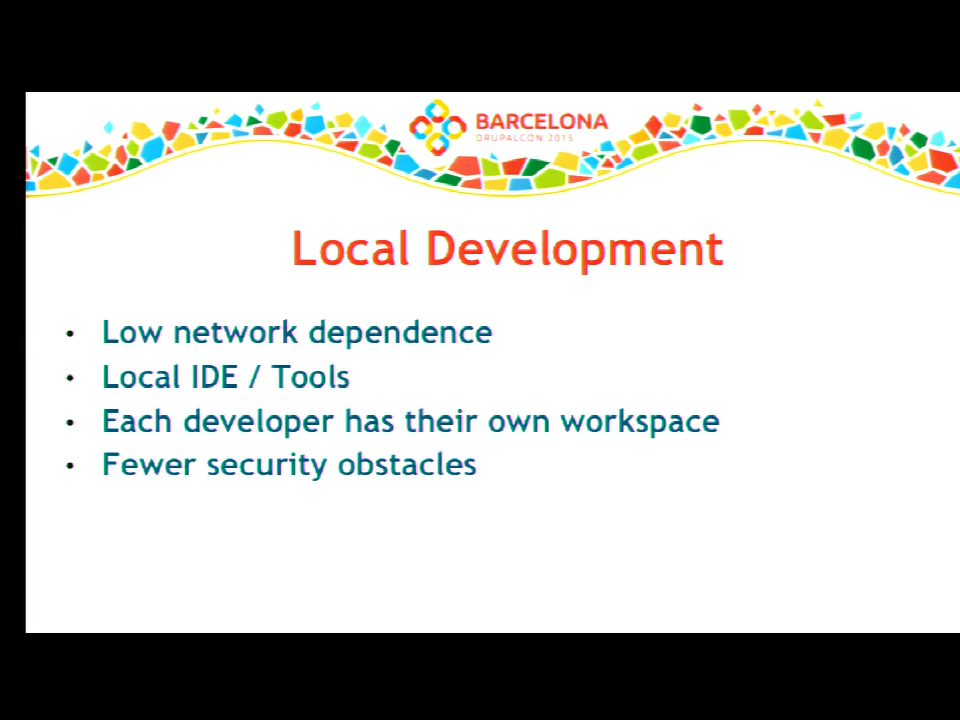 BARCELONA
DRUPALCON 2015
Local Development
• Low network dependence
• Local IDE / Tools
• Each developer has their own workspace
• Fewer security obstacles